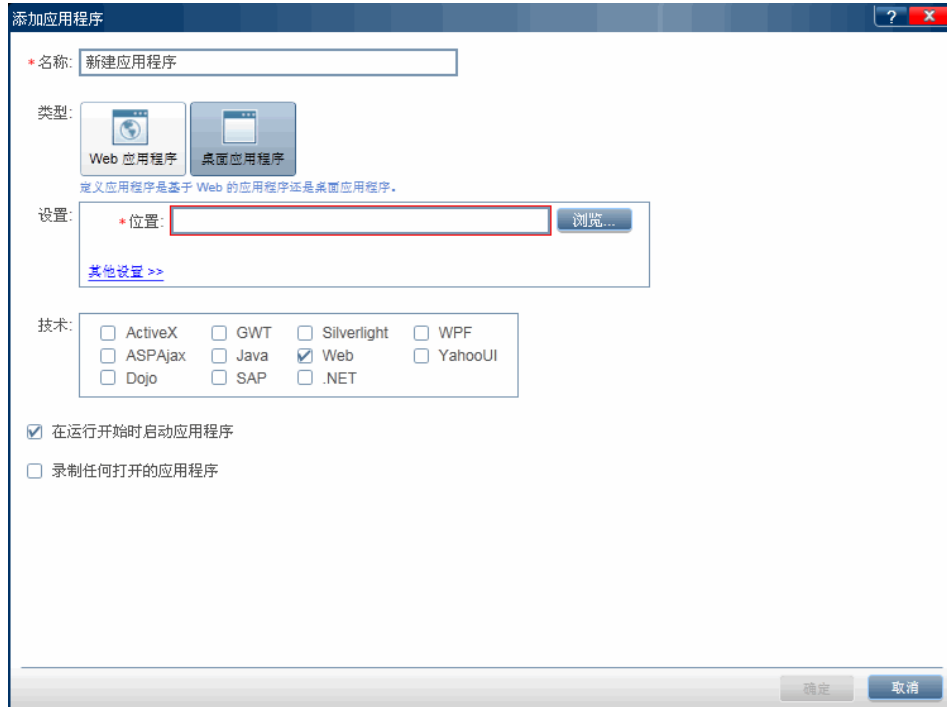 添加应用程序
?
X
*名称: 新建应用程序
类型:
Web 应用程序 桌面应用程序
定义应用程序是基于 Web 的应用程序还是桌面应用程序。
设置: *位置: 浏览...
其他设置 >>
技术:
ActiveX GWT Silverlight WPF
ASPAjax Java Web YahooUI
Dojo SAP .NET
在运行开始时启动应用程序
录制任何打开的应用程序
确定 取消